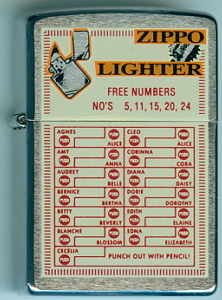 ZIPPO
LIGHTER
FREE NUMBERS
NO'S 5, 11, 15, 20, 24
AGNES CLEO
ALICE CORINNE
AMY CORINNA
ANNA CORA
AUDREY DIANA
BELLE DAISY
BERNICE DORIE
BERTHA DOROTHY
BETTY EDITH
BEVERLY ELAINE
BLANCHE EDNA
BLOSSOM ELIZABETH
CECELIA
PUNCH OUT WITH PENCIL!